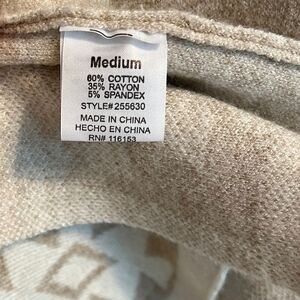 Medium
60% COTTON
35% RAYON
5% SPANDEX
STYLE# 255630
MADE IN CHINA
HECHO EN CHINA
RN# 116153